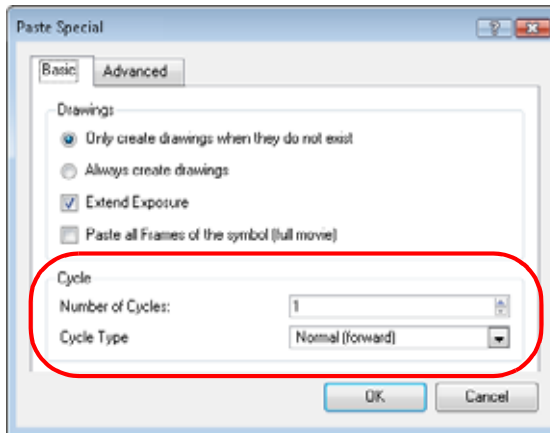 Paste Special
Basic Advanced
Drawings
Only create drawings when they do not exist
Always create drawings
Extend Exposure
Paste all Frames of the symbol (full movie)
Cycle
Number of Cycles: 1
Cycle Type Normal (forward)
OK Cancel